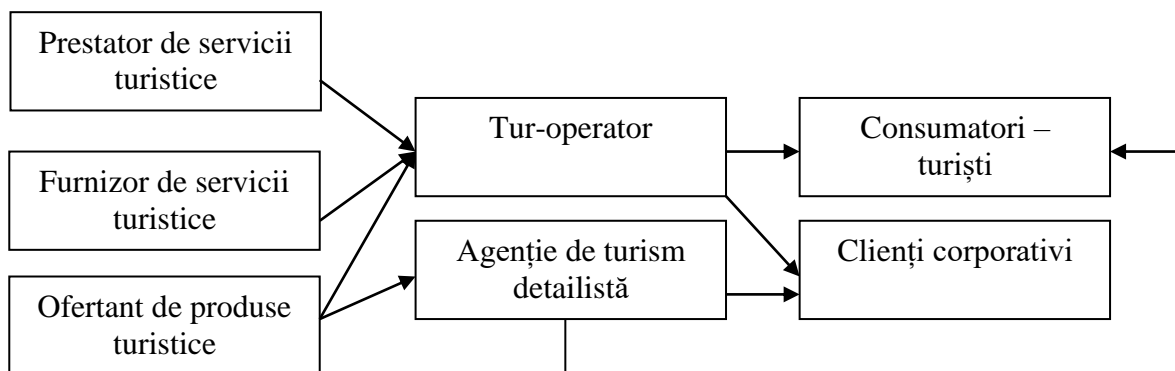 Prestator de servicii
turistice
Furnizor de servicii
turistice
Ofertant de produse
turistice
Tur-operator
Agenție de turism
detailistă
Consumatori –
turiști
Clienți corporativi